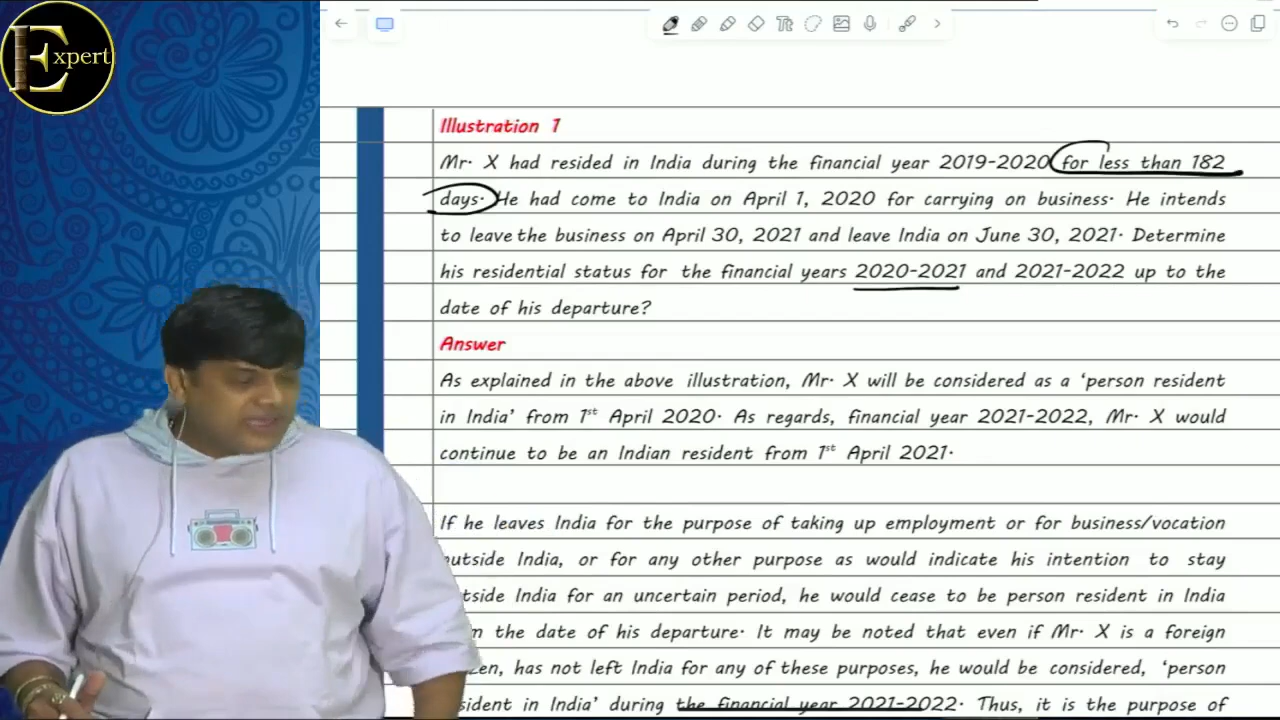 Expert
Illustration 1
Mr. X had resided in India during the financial year 2019-2020 for less than 182
days. He had come to India on April 1, 2020 for carrying on business. He intends
to leave the business on April 30, 2021 and leave India on June 30, 2021. Determine
his residential status for the financial years 2020-2021 and 2021-2022 up to the
date of his departure?
Answer
As explained in the above illustration, Mr. X will be considered as a ‘person resident
in India’ from 1st April 2020. As regards, financial year 2021-2022, Mr. X would
continue to be an Indian resident from 1st April 2021.
If he leaves India for the purpose of taking up employment or for business/vocation
outside India, or for any other purpose as would indicate his intention to stay
tside India for an uncertain period, he would cease to be person resident in India
m the date of his departure. It may be noted that even if Mr. X is a foreign
zen, has not left India for any of these purposes, he would be considered, ‘person
sident in India’ during the financial year 2021-2022. Thus, it is the purpose of